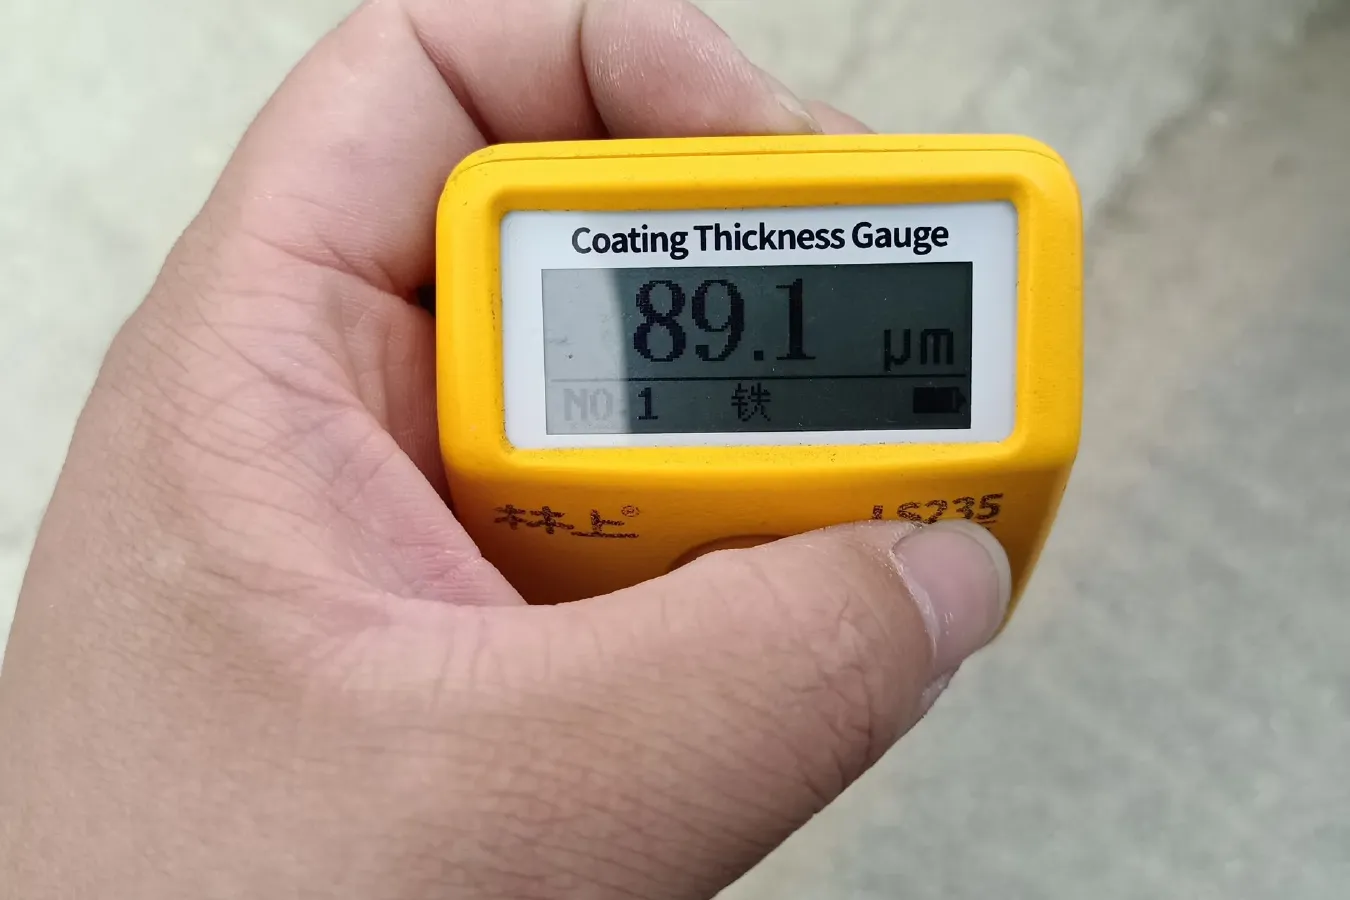 Coating Thickness Gauge
89.1 μm
NO.1 铁
林上® LS235